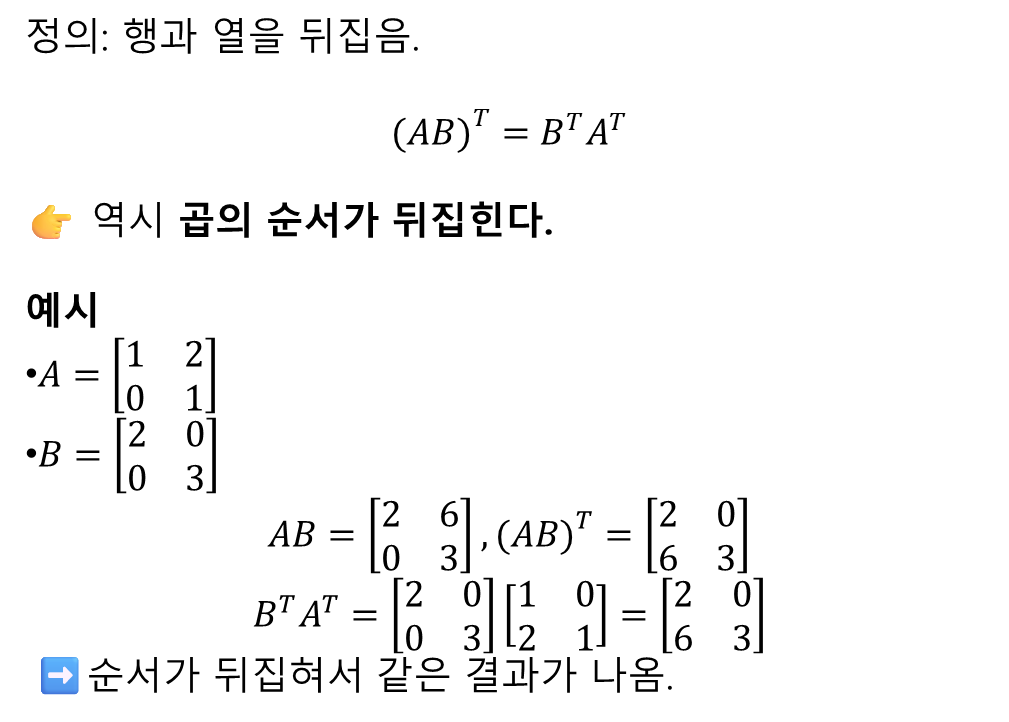 정의: 행과 열을 뒤집음.
(AB)^T = B^T A^T
👉 역시 곱의 순서가 뒤집힌다.
예시
•A = [1 2
0 1]
•B = [2 0
0 3]
AB = [2 6
0 3], (AB)^T = [2 0
6 3]
B^T A^T = [2 0
0 3] [1 0
2 1] = [2 0
6 3]
➡ 순서가 뒤집혀서 같은 결과가 나옴.